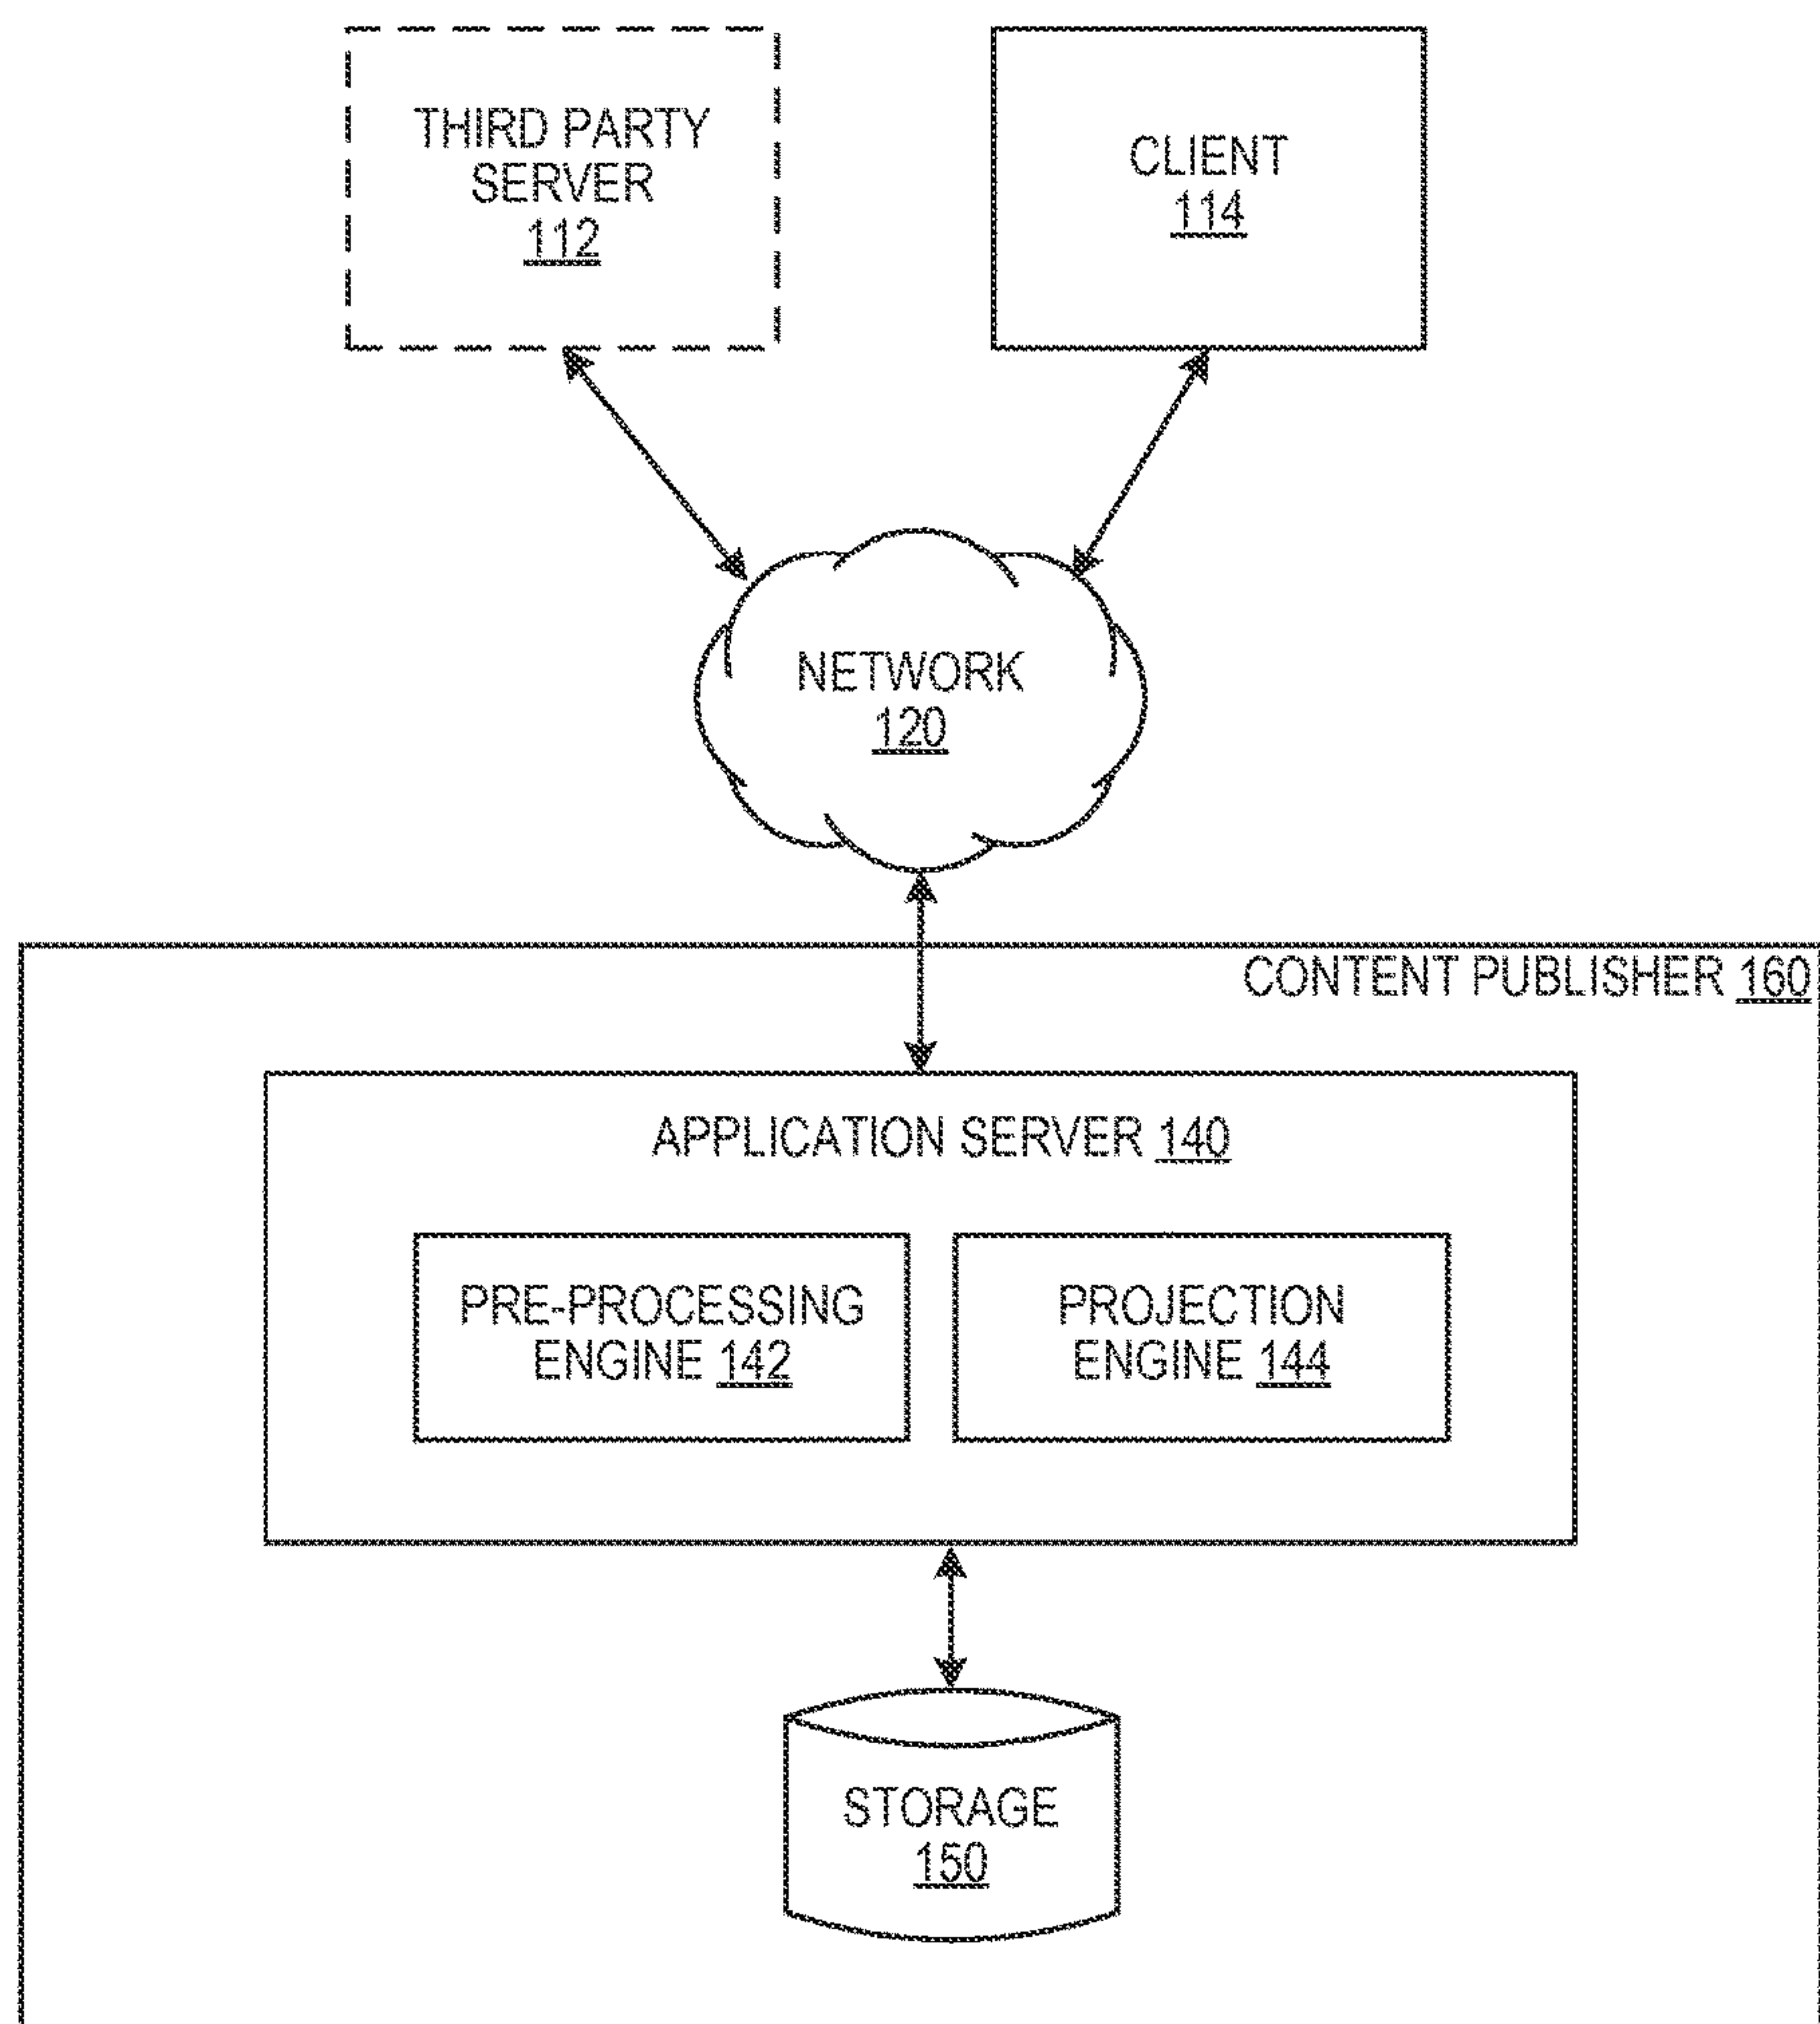 THIRD PARTY
SERVER
112
CLIENT
114
NETWORK
120
CONTENT PUBLISHER 160
APPLICATION SERVER 140
PRE-PROCESSING
ENGINE 142
PROJECTION
ENGINE 144
STORAGE
150